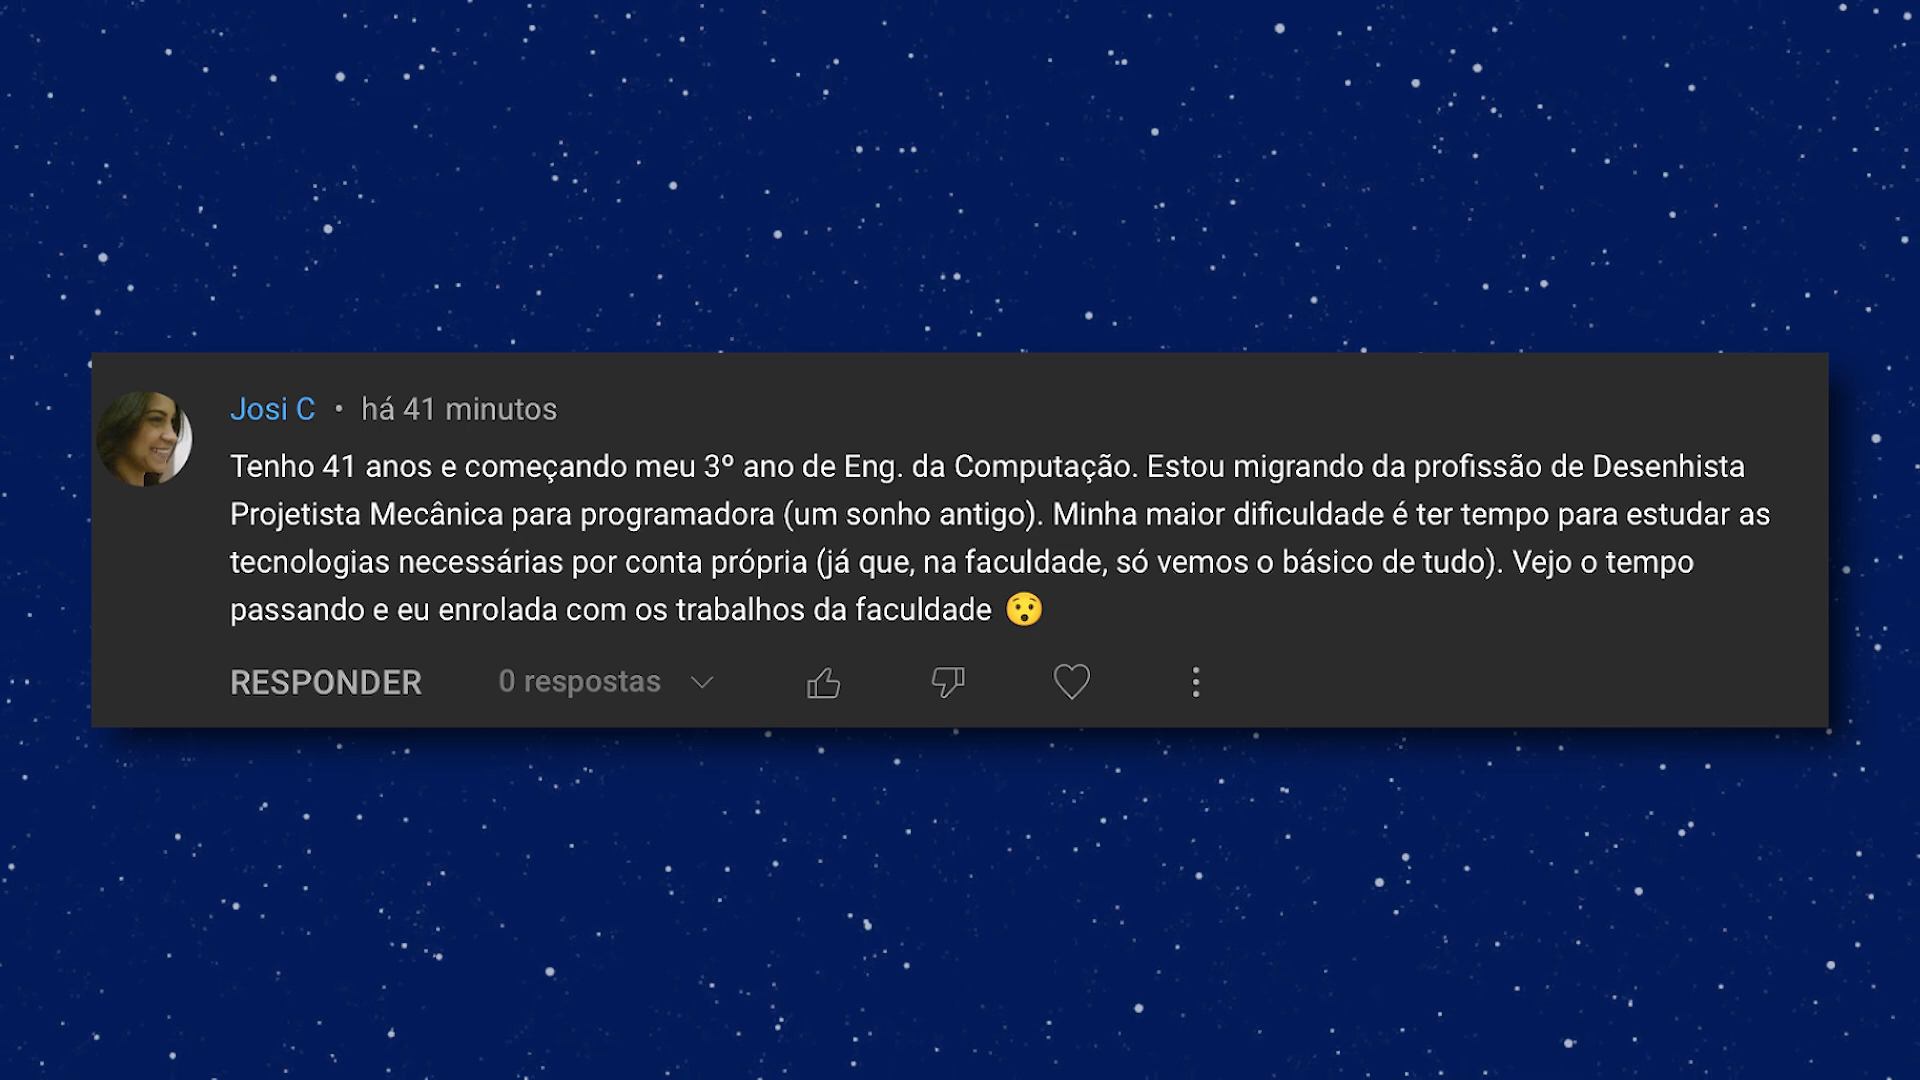 Josi C • há 41 minutos
Tenho 41 anos e começando meu 3º ano de Eng. da Computação. Estou migrando da profissão de Desenhista
Projetista Mecânica para programadora (um sonho antigo). Minha maior dificuldade é ter tempo para estudar as
tecnologias necessárias por conta própria (já que, na faculdade, só vemos o básico de tudo). Vejo o tempo
passando e eu enrolada com os trabalhos da faculdade 😯
RESPONDER 0 respostas